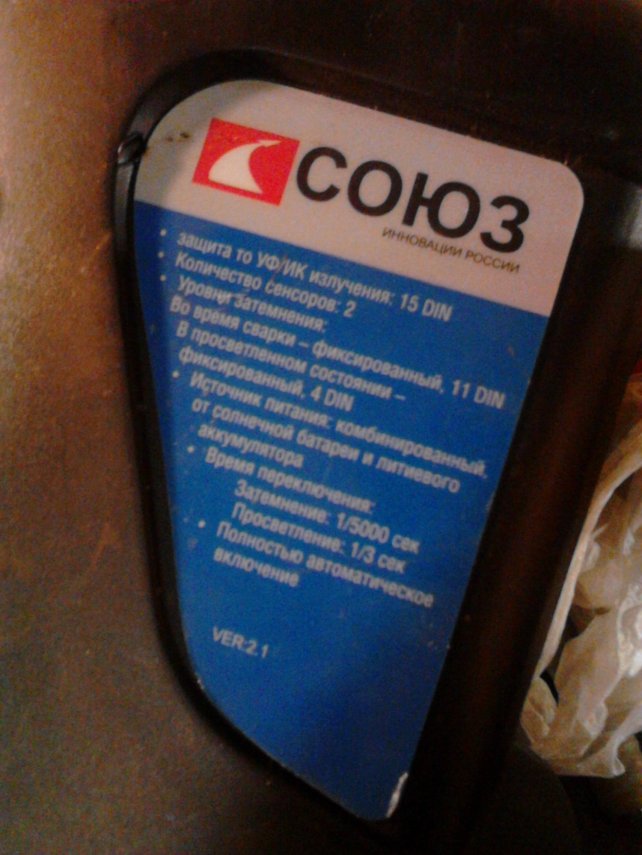 СОЮЗ
ИННОВАЦИИ РОССИИ
• защита то УФ/ИК излучения: 15 DIN
• Количество сенсоров: 2
• Уровни затемнения:
Во время сварки – фиксированный, 11 DIN
В просветленном состоянии –
фиксированный, 4 DIN
• Источник питания: комбинированный,
от солнечной батареи и литиевого
аккумулятора
• Время переключения:
Затемнение: 1/5000 сек
Просветление: 1/3 сек
• Полностью автоматическое
включение
VER:2.1